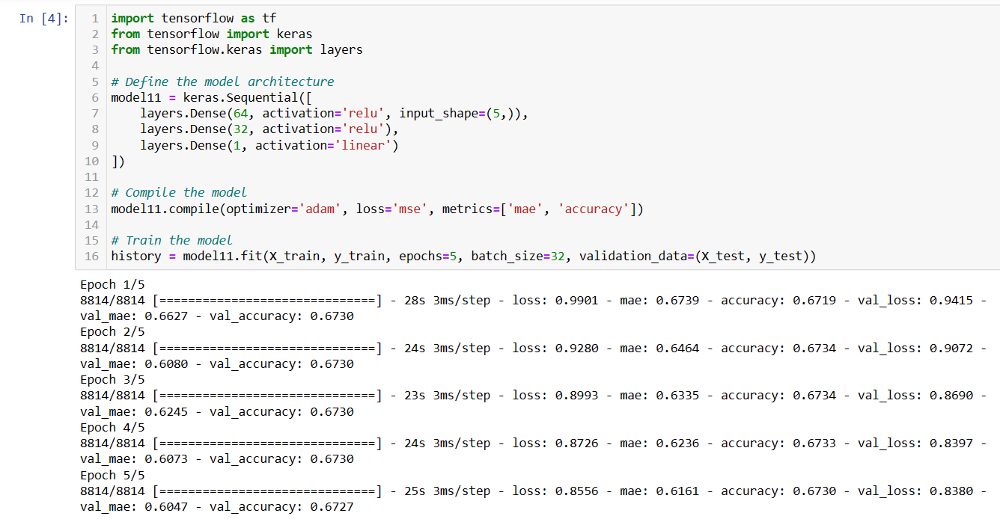 In [4]:
1 import tensorflow as tf
2 from tensorflow import keras
3 from tensorflow.keras import layers
4
5 # Define the model architecture
6 model11 = keras.Sequential([
7     layers.Dense(64, activation='relu', input_shape=(5,)),
8     layers.Dense(32, activation='relu'),
9     layers.Dense(1, activation='linear')
10 ])
11
12 # Compile the model
13 model11.compile(optimizer='adam', loss='mse', metrics=['mae', 'accuracy'])
14
15 # Train the model
16 history = model11.fit(X_train, y_train, epochs=5, batch_size=32, validation_data=(X_test, y_test))
Epoch 1/5
8814/8814 [==============================] - 28s 3ms/step - loss: 0.9901 - mae: 0.6739 - accuracy: 0.6719 - val_loss: 0.9415 -
val_mae: 0.6627 - val_accuracy: 0.6730
Epoch 2/5
8814/8814 [==============================] - 24s 3ms/step - loss: 0.9280 - mae: 0.6464 - accuracy: 0.6734 - val_loss: 0.9072 -
val_mae: 0.6080 - val_accuracy: 0.6730
Epoch 3/5
8814/8814 [==============================] - 23s 3ms/step - loss: 0.8993 - mae: 0.6335 - accuracy: 0.6734 - val_loss: 0.8690 -
val_mae: 0.6245 - val_accuracy: 0.6730
Epoch 4/5
8814/8814 [==============================] - 24s 3ms/step - loss: 0.8726 - mae: 0.6236 - accuracy: 0.6733 - val_loss: 0.8397 -
val_mae: 0.6073 - val_accuracy: 0.6730
Epoch 5/5
8814/8814 [==============================] - 25s 3ms/step - loss: 0.8556 - mae: 0.6161 - accuracy: 0.6730 - val_loss: 0.8380 -
val_mae: 0.6047 - val_accuracy: 0.6727